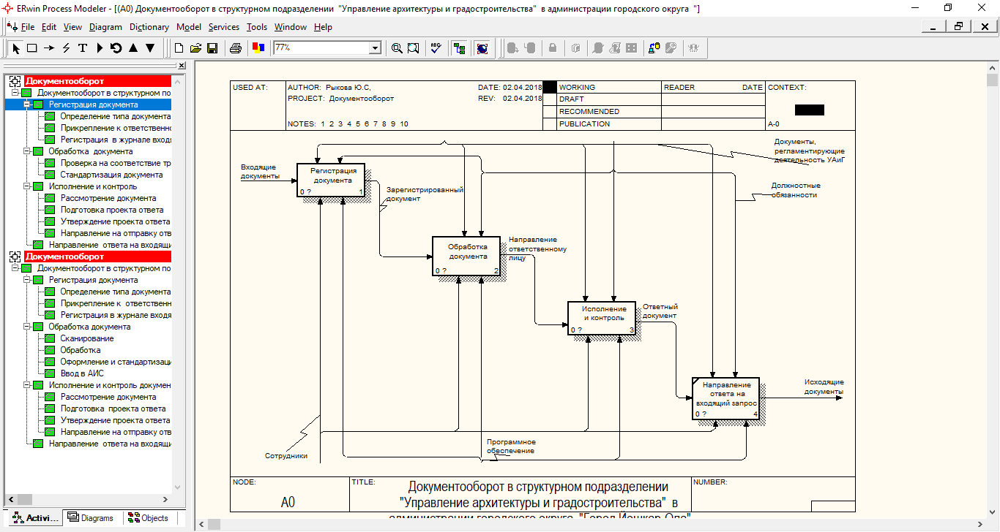 ERwin Process Modeler - [(A0) Документооборот в структурном подразделении "Управление архитектуры и градостроительства" в администрации городского округа "]
File Edit View Diagram Dictionary Model Services Tools Window Help
77%
ABC
Документооборот
Документооборот в структурном по
Регистрация документа
Определение типа документа
Прикрепление к ответственно
Регистрация в журнале входя
Обработка документа
Проверка на соответствие тр
Стандартизация документа
Исполнение и контроль
Рассмотрение документа
Подготовка проекта ответа
Утверждение проекта ответа
Направление на отправку отв
Направление ответа на входящи
Документооборот
Документооборот в структурном по
Регистрация документа
Определение типа документа
Прикрепление к ответственн
Регистрация в журнале входя
Обработка документа
Сканирование
Обработка
Оформление и стандартизаци
Ввод в АИС
Исполнение и контроль докумен
Рассмотрение документа
Подготовка проекта ответа
Утверждение проекта ответа
Направление на отправку отв
Направление ответа на входящи
Activi... Diagrams Objects
USED AT:
AUTHOR: Рыкова Ю.С,
PROJECT: Документооборот
NOTES: 1 2 3 4 5 6 7 8 9 10
DATE: 02.04.2018
REV: 02.04.2018
WORKING
DRAFT
RECOMMENDED
PUBLICATION
READER DATE
CONTEXT:
A-0
Документы,
регламентирующие
деятельность УАиГ
Входящие
документы
Регистрация
документа
0 ? 1
Зарегистрированный
документ
Должностные
обязанности
Обработка
документа
0 ? 2
Направление
ответственному
лицу
Исполнение
и контроль
0 ? 3
Ответный
документ
Направление
ответа на
входящий запрос
0 ? 4
Исходящие
документы
Программное
обеспечение
Сотрудники
NODE:
A0
TITLE:
Документооборот в структурном подразделении
"Управление архитектуры и градостроительства" в
администрации городского округа "Город Йошкар-Ола"
NUMBER: